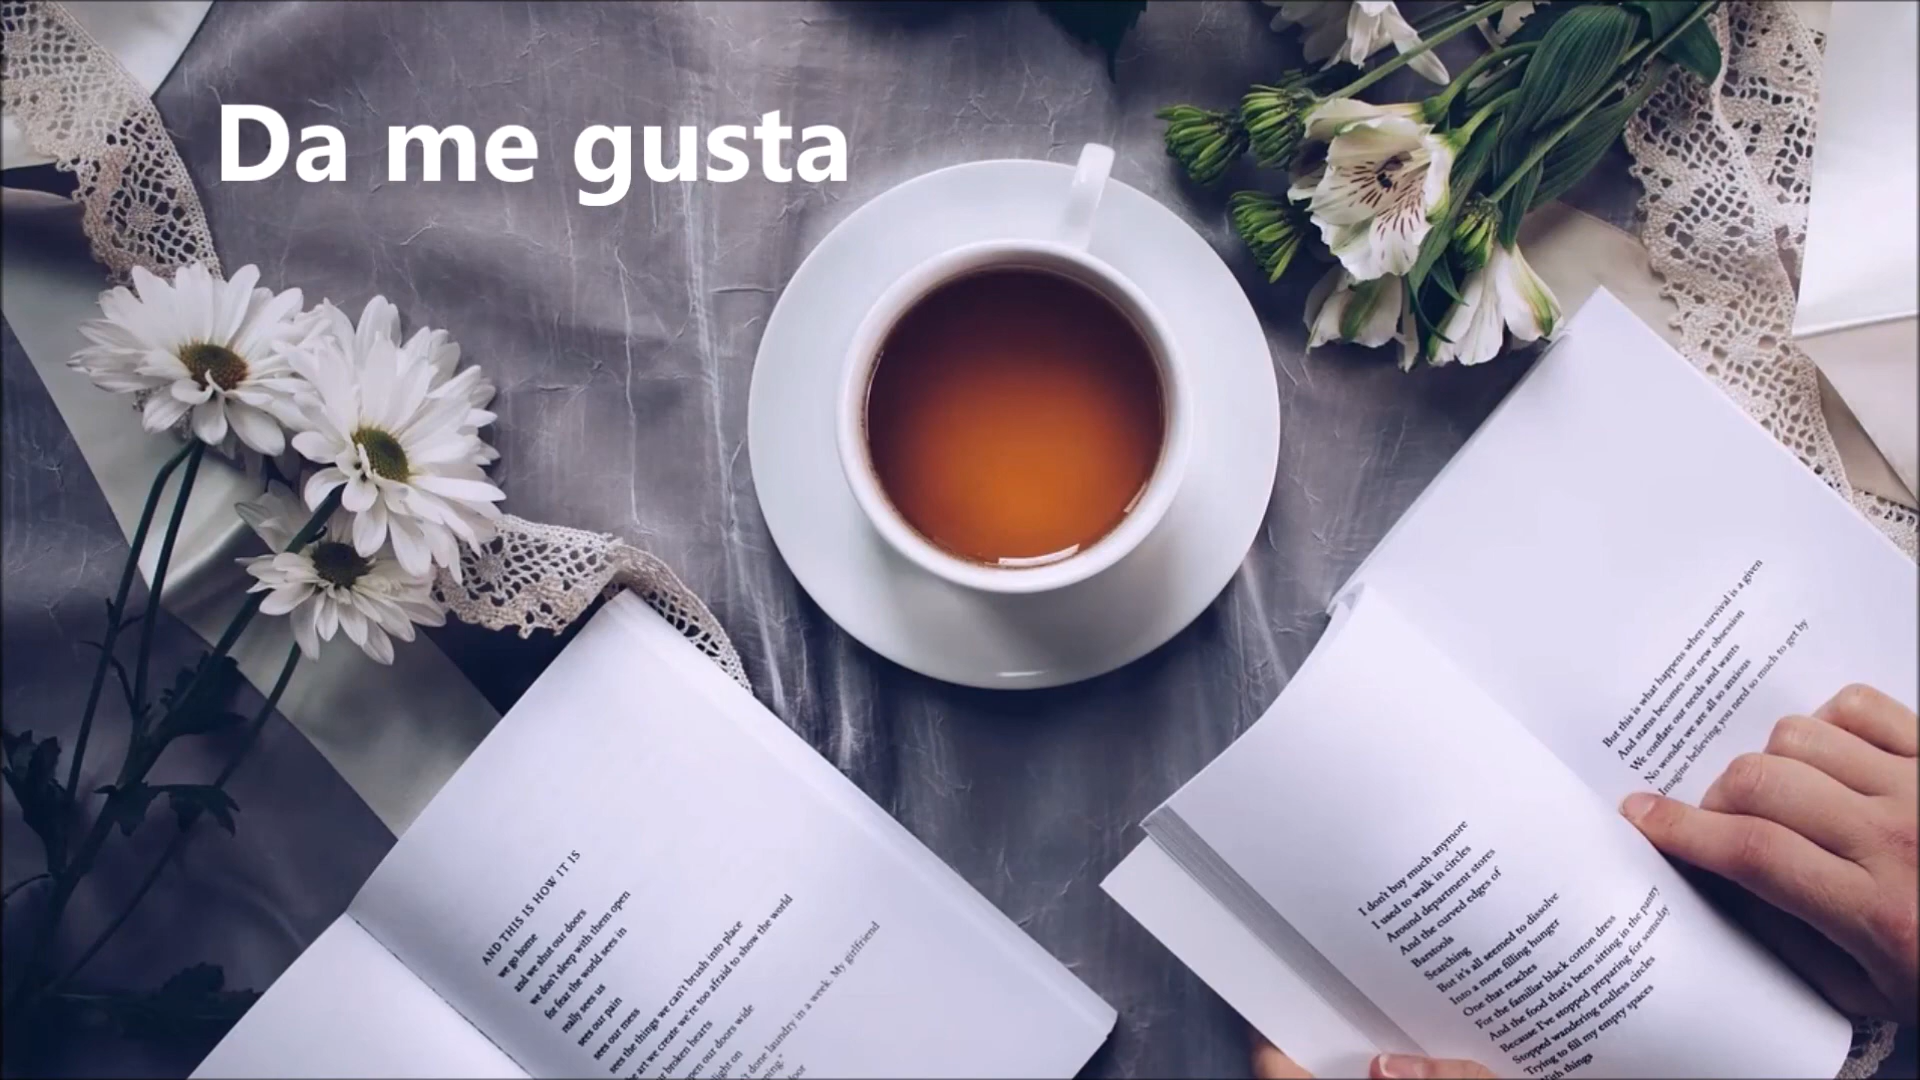 Da me gusta
AND THIS IS HOW IT IS
we go home
and we shut our doors
we don't sleep with them open
for fear the world sees in
really sees us
sees our pain
sees our mess
sees the things we can't brush into place
art we create we're too afraid to show the world
broken hearts
open our doors wide
light on
done laundry in a week. My girlfriend
But this is what happens when survival is a given
And status becomes our new obsession
We conflate our needs and wants
No wonder we are all so anxious
Imagine believing you need so much to get by
I don't buy much anymore
I used to walk in circles
Around department stores
And the curved edges of
Barstools
Searching
But it's all seemed to dissolve
Into a more filling hunger
One that reaches
For the familiar black cotton dress
And the food that's been sitting in the pantry
Because I've stopped preparing for someday
Stopped wandering endless circles
Trying to fill my empty spaces
With things